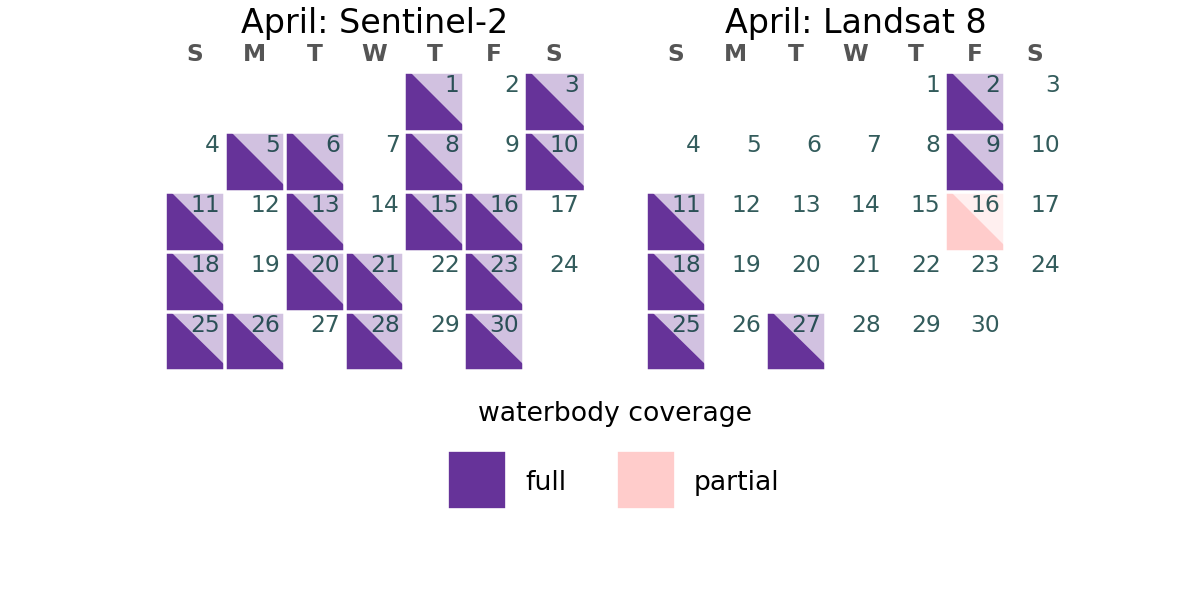 April: Sentinel-2
S M T W T F S
1 2 3
4 5 6 7 8 9 10
11 12 13 14 15 16 17
18 19 20 21 22 23 24
25 26 27 28 29 30
April: Landsat 8
S M T W T F S
1 2 3
4 5 6 7 8 9 10
11 12 13 14 15 16 17
18 19 20 21 22 23 24
25 26 27 28 29 30
waterbody coverage
full partial